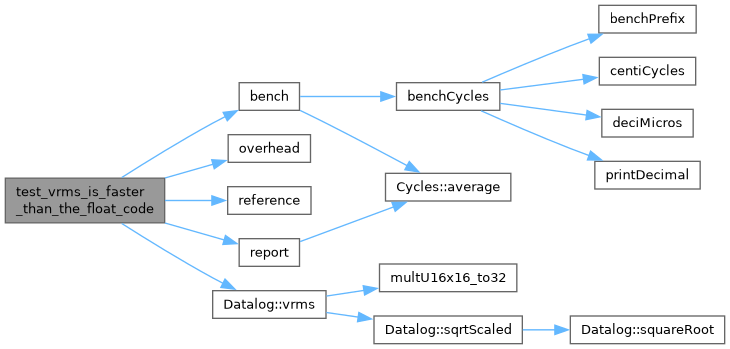 test_vrms_is_faster
_than_the_float_code
bench
overhead
reference
report
Datalog::vrms
benchCycles
Cycles::average
multU16x16_to32
Datalog::sqrtScaled
benchPrefix
centiCycles
deciMicros
printDecimal
Datalog::squareRoot